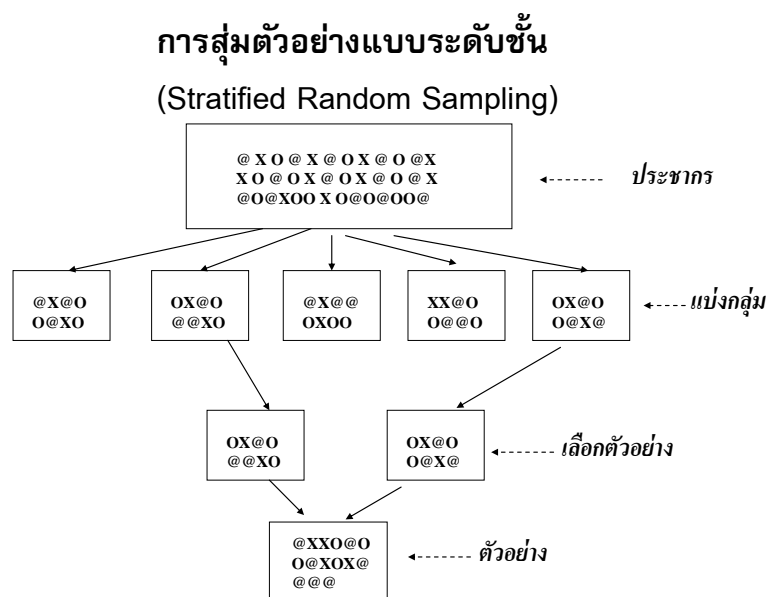 การสุ่มตัวอย่างแบบระดับชั้น
(Stratified Random Sampling)
@ X O @ X @ O X @ O @X
X O @ O X @ O X @ O @ X
@O@XOO X O@O@OO@
ประชากร
@X@O
O@XO
OX@O
@@XO
@X@@
OXOO
XX@O
O@@O
OX@O
O@X@
แบ่งกลุ่ม
OX@O
@@XO
OX@O
O@X@
เลือกตัวอย่าง
@XXO@O
O@XOX@
@@@
ตัวอย่าง